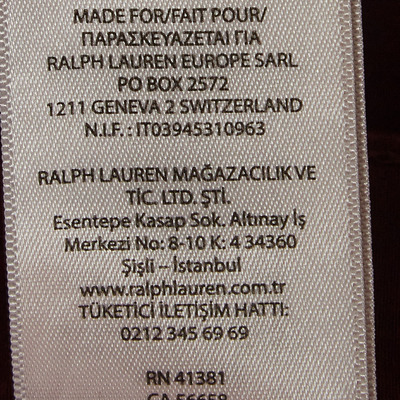 MADE FOR/FAIT POUR/
ΠΑΡΑΣΚΕΥΑΖΕΤΑΙ ΓΙΑ
RALPH LAUREN EUROPE SARL
PO BOX 2572
1211 GENEVA 2 SWITZERLAND
N.I.F. : IT03945310963
RALPH LAUREN MAĞAZACILIK VE
TİC. LTD. ŞTİ.
Esentepe Kasap Sok. Altınay İş
Merkezi No: 8-10 K: 4 34360
Şişli – İstanbul
www.ralphlauren.com.tr
TÜKETİCİ İLETİŞİM HATTI:
0212 345 69 69
RN 41381
CA 56658